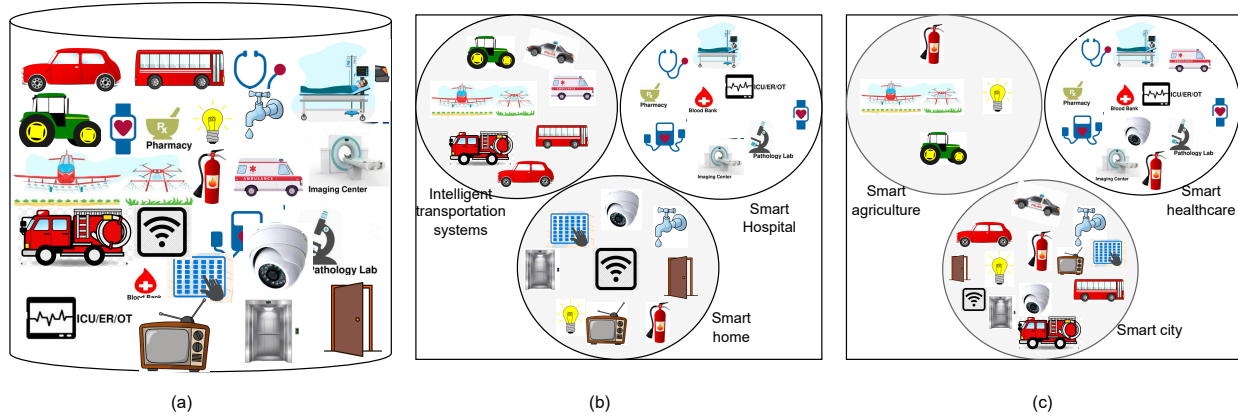 Pharmacy
AMBULANCE
Imaging Center
Pathology Lab
Blood Bank
ICU/ER/OT
(a)
Intelligent
transportation
systems
Pharmacy
Blood Bank
ICU/ER/OT
Imaging Center
Pathology Lab
Smart
Hospital
Smart
home
(b)
Smart
agriculture
Pharmacy
Blood Bank
ICU/ER/OT
Imaging Center
Pathology Lab
Smart
healthcare
Smart city
(c)